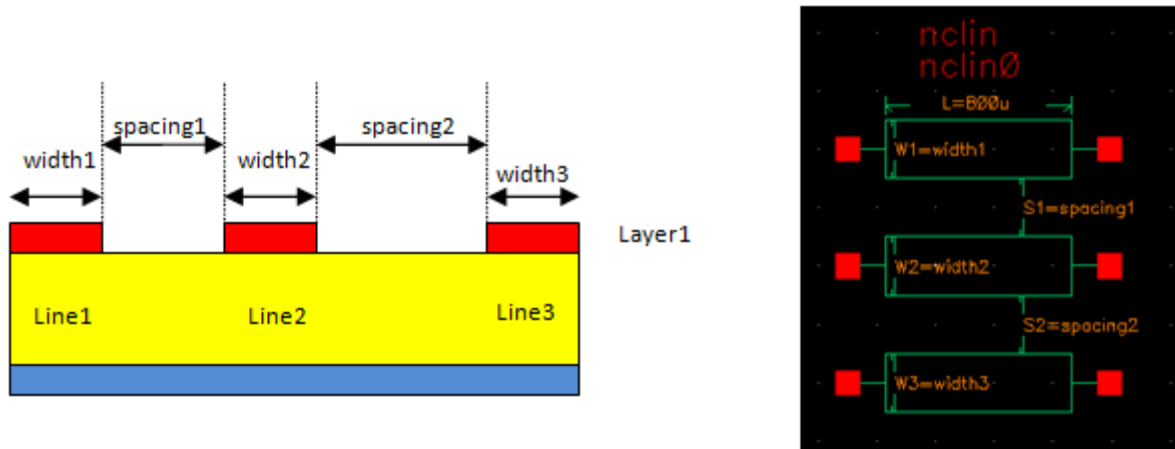 spacing1
spacing2
width1
width2
width3
Layer1
Line1
Line2
Line3
nclin
nclin0
L=800u
W1=width1
S1=spacing1
W2=width2
S2=spacing2
W3=width3